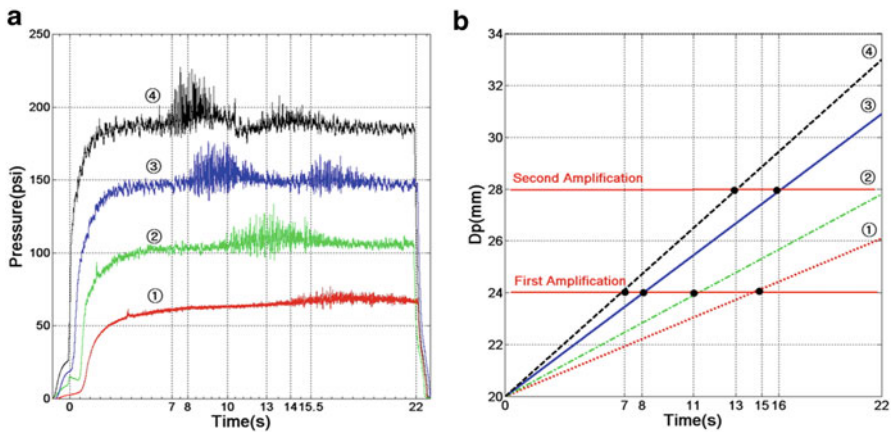 a
250
200
150
100
50
0
Pressure(psi)
④
③
②
①
0 7 8 10 13 14 15.5 22
Time(s)
b
34
32
30
28
26
24
22
20
Dp(mm)
④
③
②
①
Second Amplification
First Amplification
0 7 8 11 13 15 16 22
Time(s)